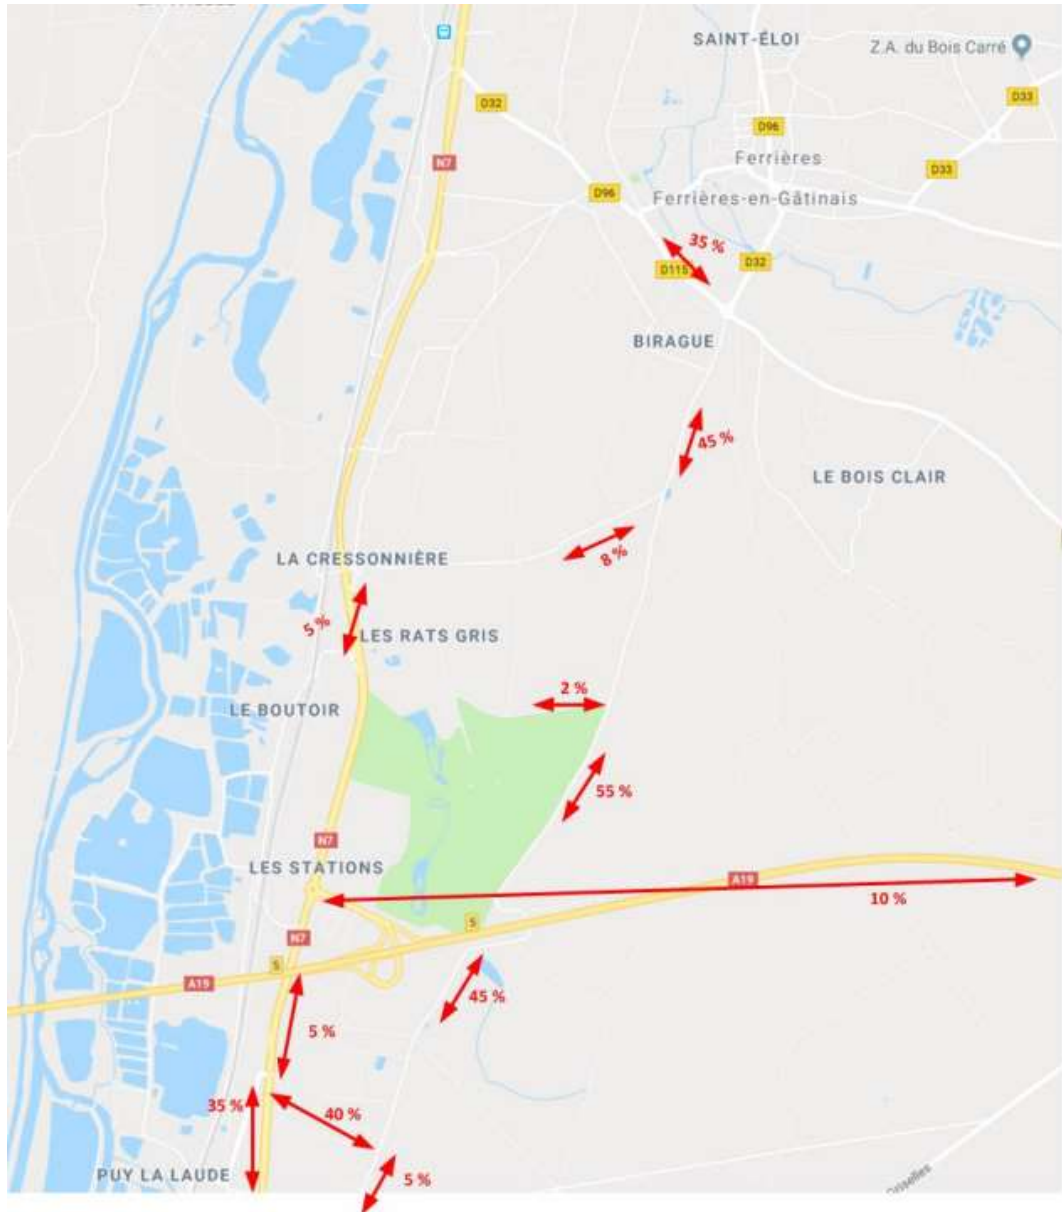 SAINT-ÉLOI
Z.A. du Bois Carré
D32
D33
D96
N7
Ferrières
D33
D96
Ferrières-en-Gâtinais
35 %
D115
D32
BIRAGUE
45 %
LE BOIS CLAIR
8 %
LA CRESSONNIÈRE
5 %
LES RATS GRIS
2 %
LE BOUTOIR
55 %
N7
LES STATIONS
A19
10 %
5
N7
5
A19
45 %
5 %
35 %
40 %
PUY LA LAUDE
5 %